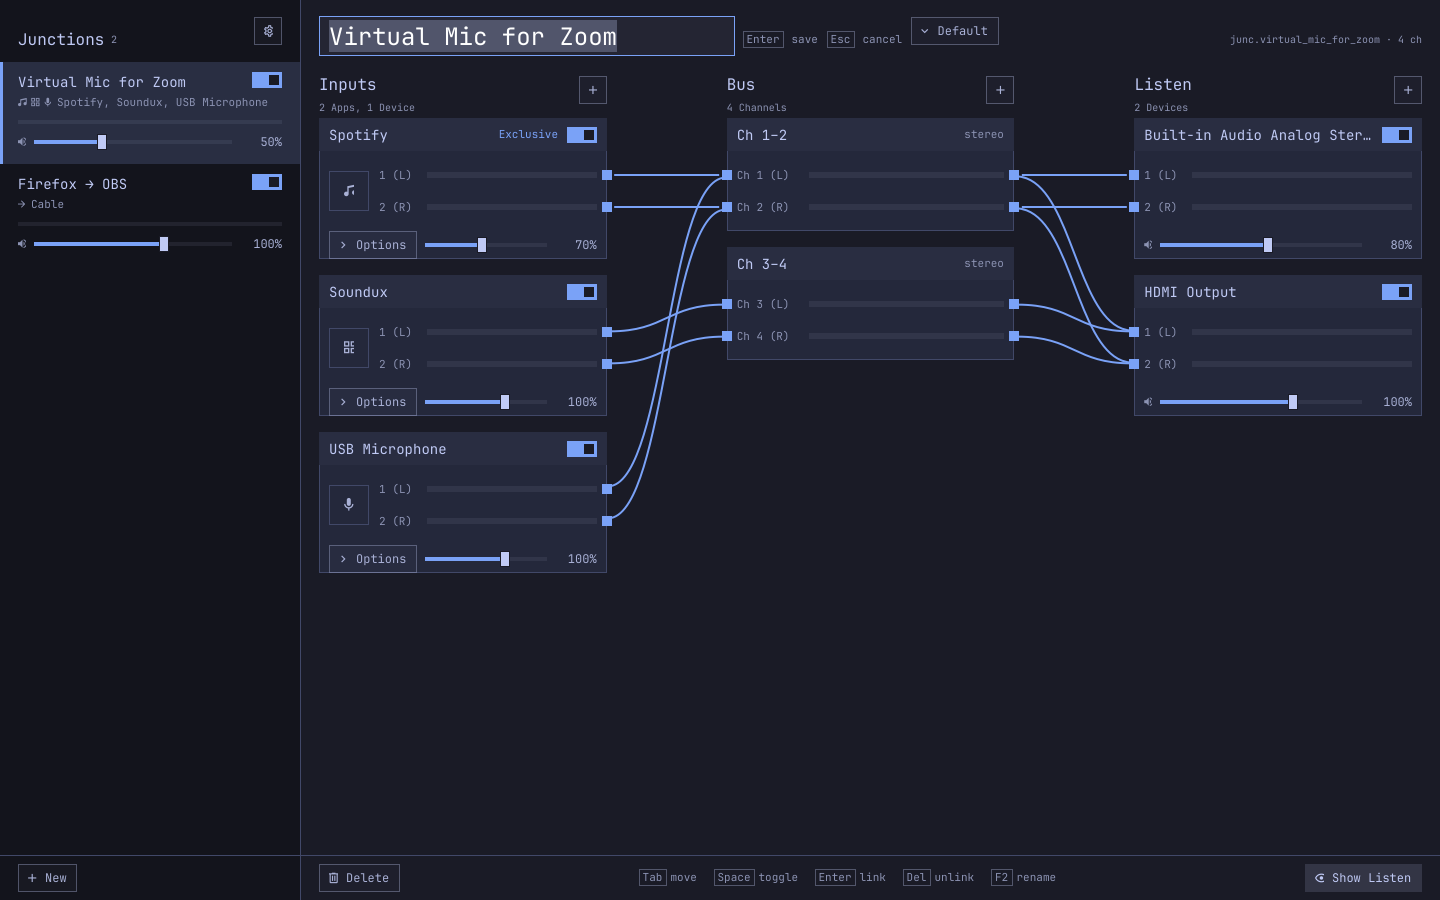 Junctions 2
Virtual Mic for Zoom
Spotify, Soundux, USB Microphone
50%
Firefox → OBS
→ Cable
100%
+ New
Virtual Mic for Zoom
Enter save Esc cancel
Default
junc.virtual_mic_for_zoom · 4 ch
Inputs
2 Apps, 1 Device
+
Spotify
Exclusive
1 (L)
2 (R)
Options
70%
Soundux
1 (L)
2 (R)
Options
100%
USB Microphone
1 (L)
2 (R)
Options
100%
Bus
4 Channels
+
Ch 1–2
stereo
Ch 1 (L)
Ch 2 (R)
Ch 3–4
stereo
Ch 3 (L)
Ch 4 (R)
Listen
2 Devices
+
Built-in Audio Analog Ster…
1 (L)
2 (R)
80%
HDMI Output
1 (L)
2 (R)
100%
Delete
Tab move Space toggle Enter link Del unlink F2 rename
Show Listen